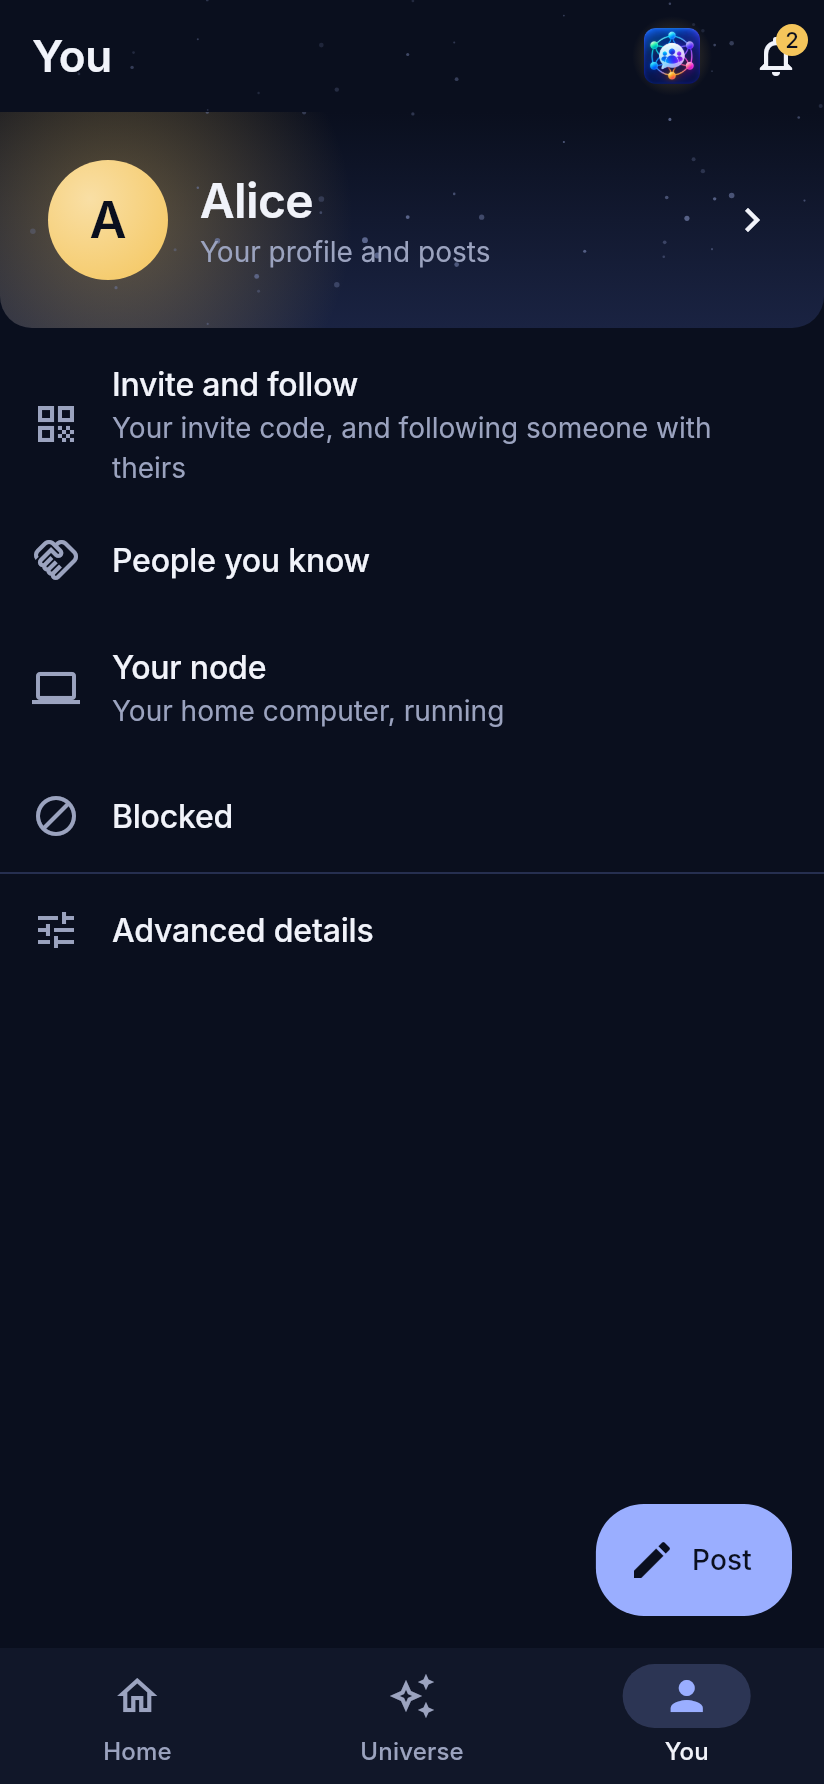 You
2
A
Alice
Your profile and posts
Invite and follow
Your invite code, and following someone with
theirs
People you know
Your node
Your home computer, running
Blocked
Advanced details
Post
Home
Universe
You